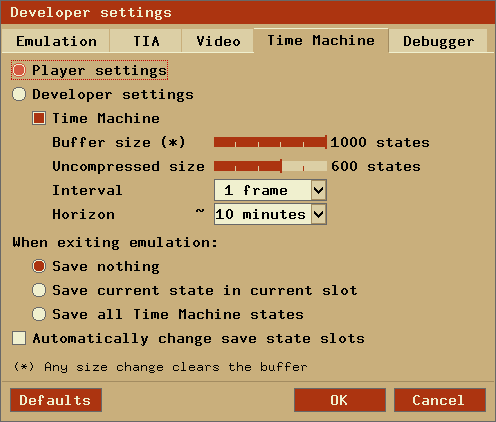 Developer settings
Emulation TIA Video Time Machine Debugger
Player settings
Developer settings
Time Machine
Buffer size (*) 1000 states
Uncompressed size 600 states
Interval 1 frame
Horizon ~ 10 minutes
When exiting emulation:
Save nothing
Save current state in current slot
Save all Time Machine states
Automatically change save state slots
(*) Any size change clears the buffer
Defaults OK Cancel